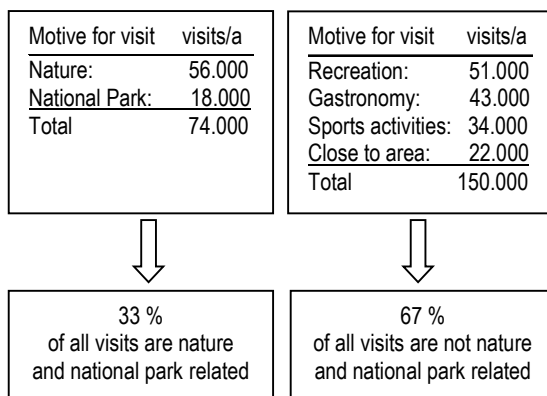 Motive for visit visits/a
Nature: 56.000
National Park: 18.000
Total 74.000
33 %
of all visits are nature
and national park related
Motive for visit visits/a
Recreation: 51.000
Gastronomy: 43.000
Sports activities: 34.000
Close to area: 22.000
Total 150.000
67 %
of all visits are not nature
and national park related